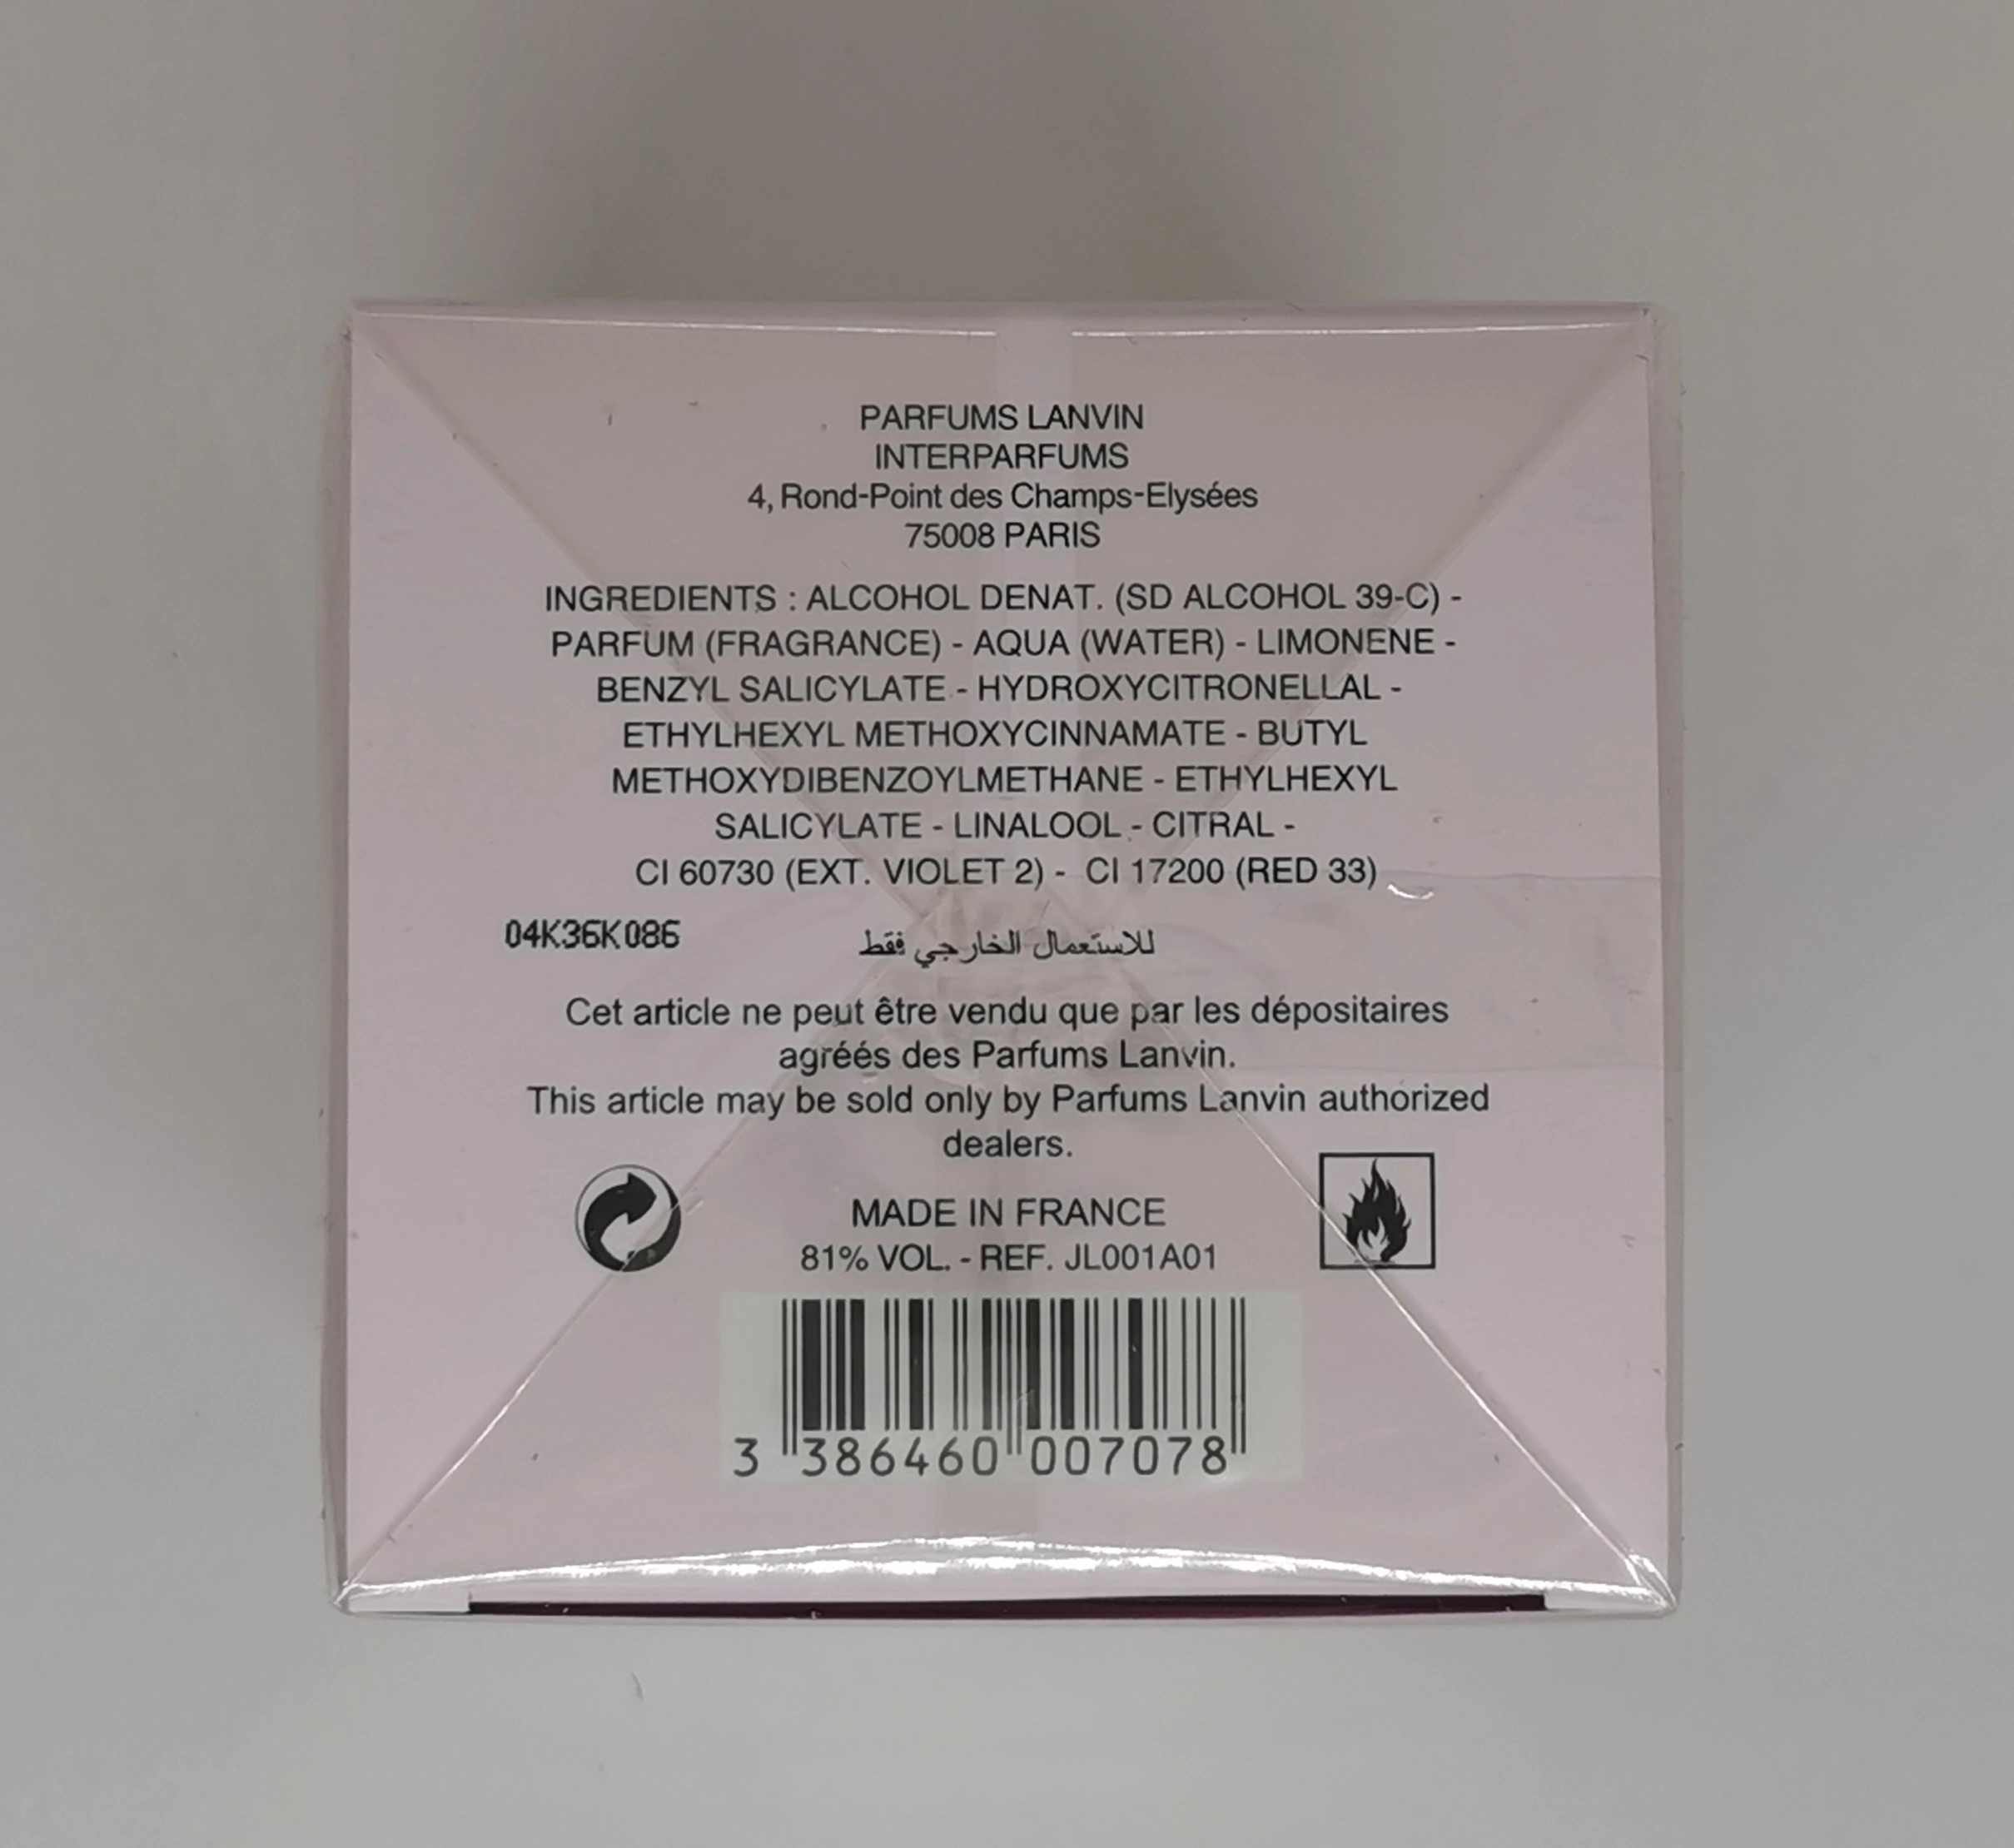 PARFUMS LANVIN
INTERPARFUMS
4, Rond-Point des Champs-Elysées
75008 PARIS
INGREDIENTS : ALCOHOL DENAT. (SD ALCOHOL 39-C) -
PARFUM (FRAGRANCE) - AQUA (WATER) - LIMONENE -
BENZYL SALICYLATE - HYDROXYCITRONELLAL -
ETHYLHEXYL METHOXYCINNAMATE - BUTYL
METHOXYDIBENZOYLMETHANE - ETHYLHEXYL
SALICYLATE - LINALOOL - CITRAL -
CI 60730 (EXT. VIOLET 2) - CI 17200 (RED 33)
04K36K086
للاستعمال الخارجي فقط
Cet article ne peut être vendu que par les dépositaires
agréés des Parfums Lanvin.
This article may be sold only by Parfums Lanvin authorized
dealers.
MADE IN FRANCE
81% VOL. - REF. JL001A01
3 386460 007078